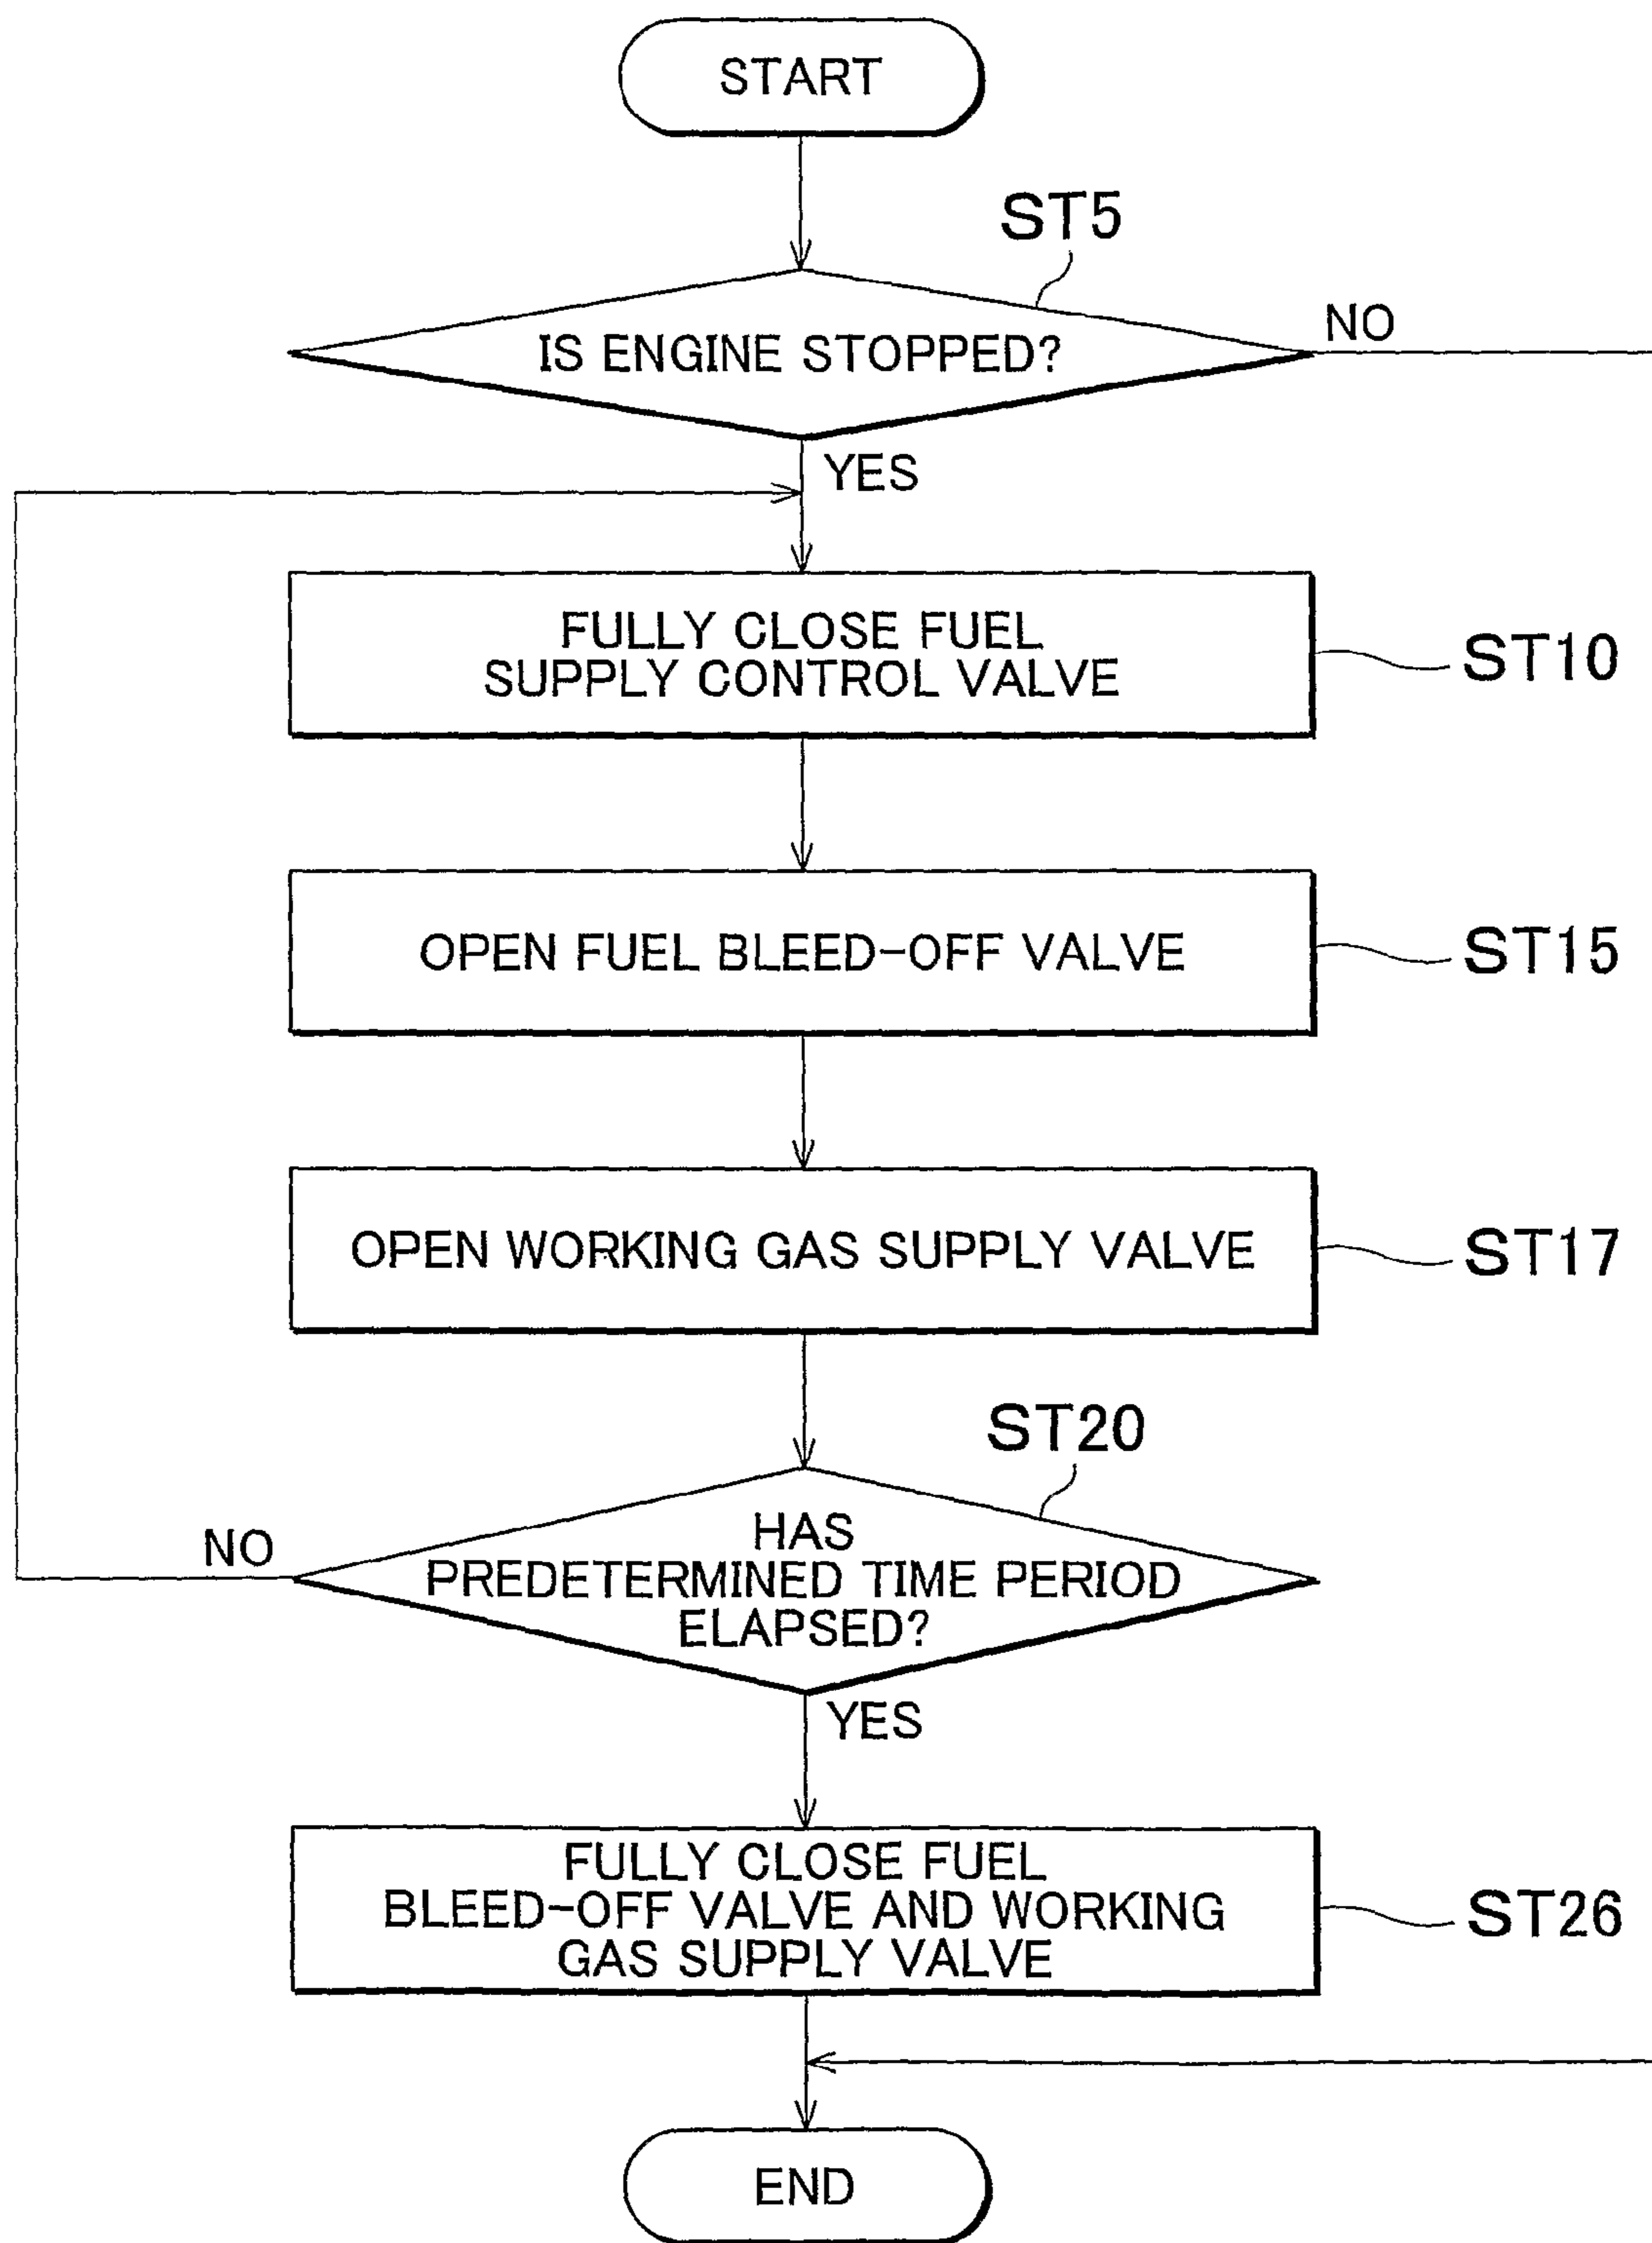 START
ST5
IS ENGINE STOPPED?
NO
YES
FULLY CLOSE FUEL
SUPPLY CONTROL VALVE
ST10
OPEN FUEL BLEED-OFF VALVE
ST15
OPEN WORKING GAS SUPPLY VALVE
ST17
ST20
HAS
PREDETERMINED TIME PERIOD
ELAPSED?
NO
YES
FULLY CLOSE FUEL
BLEED-OFF VALVE AND WORKING
GAS SUPPLY VALVE
ST26
END